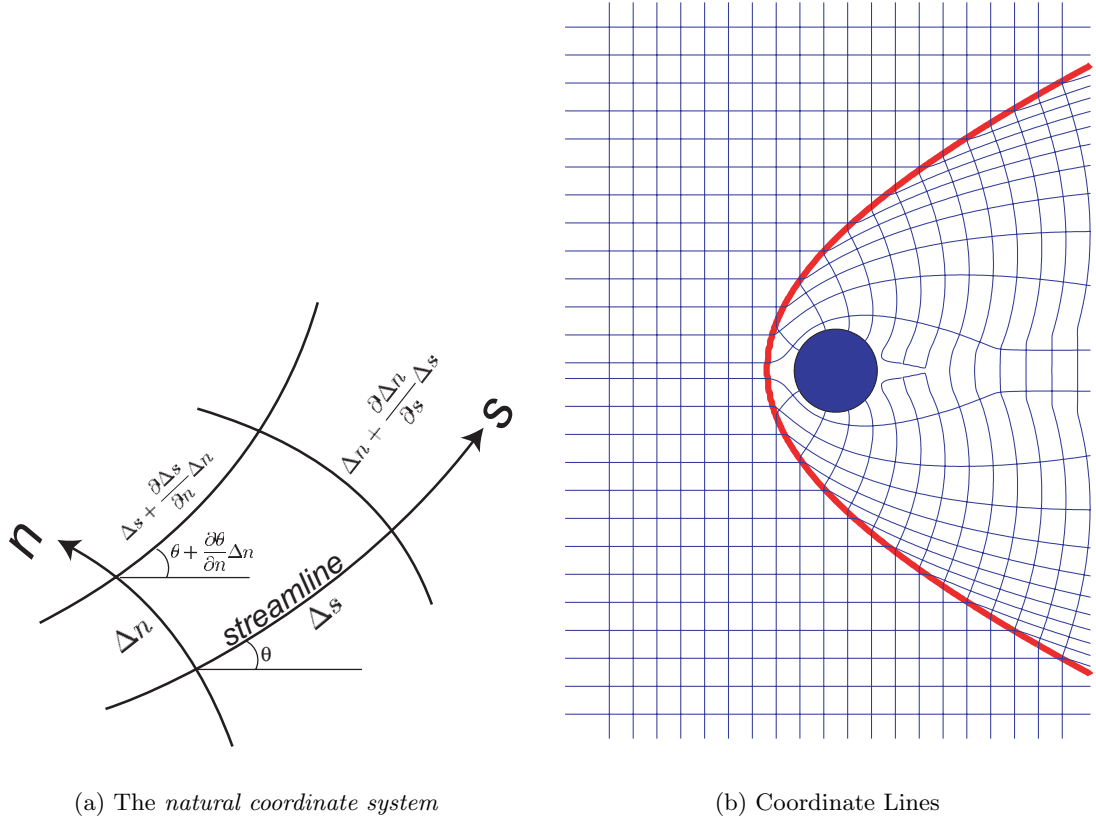 Δn + ∂Δn/∂s Δs
s
Δs + ∂Δs/∂n Δn
n
θ + ∂θ/∂n Δn
streamline
Δs
Δn
θ
(a) The natural coordinate system
(b) Coordinate Lines